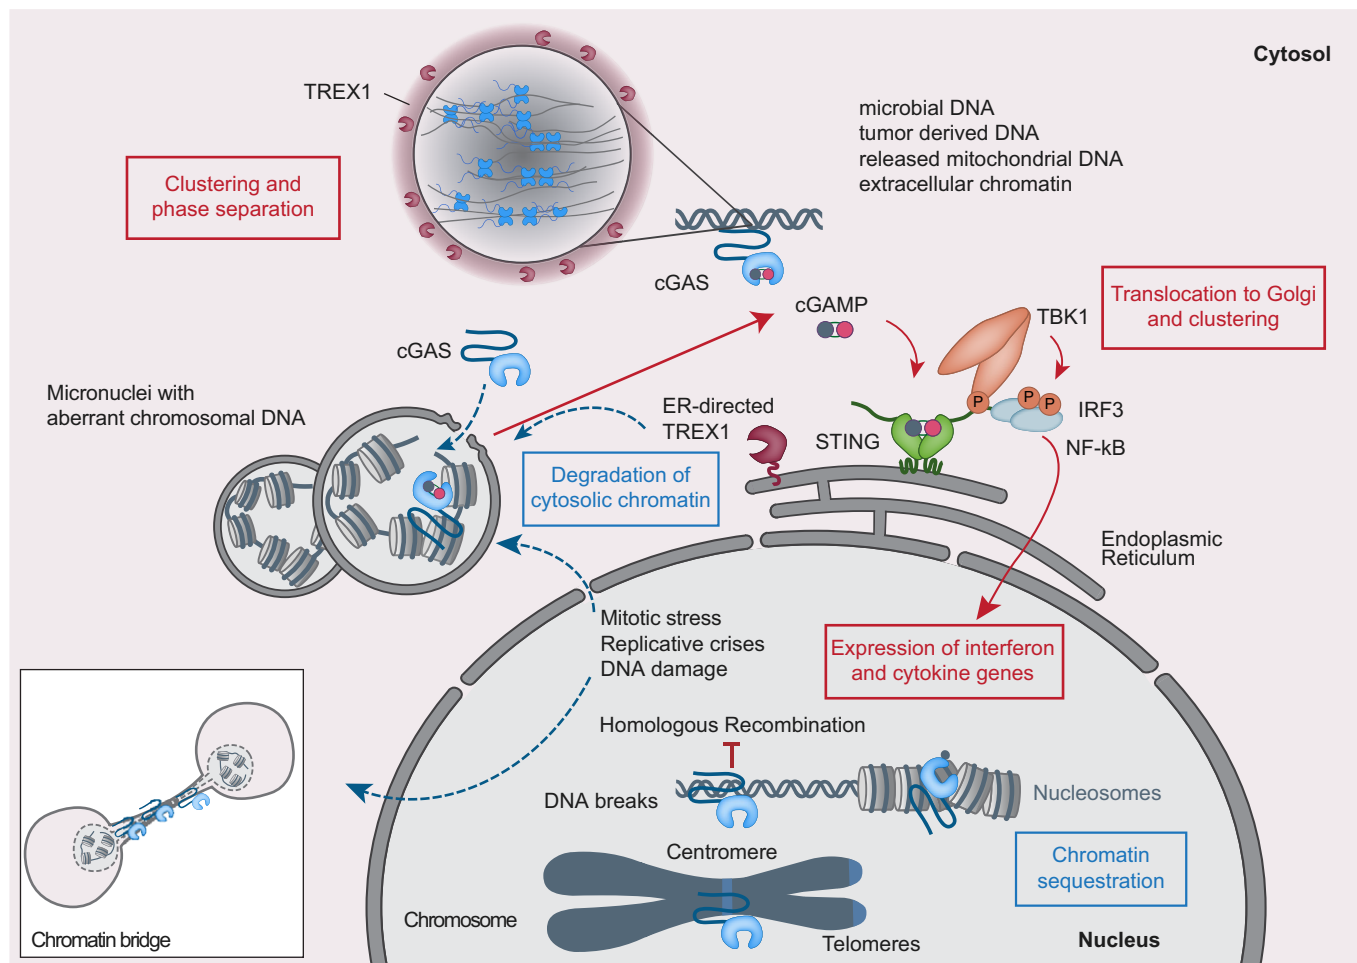 Cytosol
TREX1
microbial DNA
tumor derived DNA
released mitochondrial DNA
extracellular chromatin
Clustering and
phase separation
cGAS
cGAMP
Translocation to Golgi
and clustering
TBK1
cGAS
Micronuclei with
aberrant chromosomal DNA
ER-directed
TREX1
P
P
P
IRF3
NF-kB
STING
Degradation of
cytosolic chromatin
Endoplasmic
Reticulum
Mitotic stress
Replicative crises
DNA damage
Expression of interferon
and cytokine genes
Homologous Recombination
DNA breaks
Nucleosomes
Centromere
Chromatin
sequestration
Chromosome
Telomeres
Nucleus
Chromatin bridge